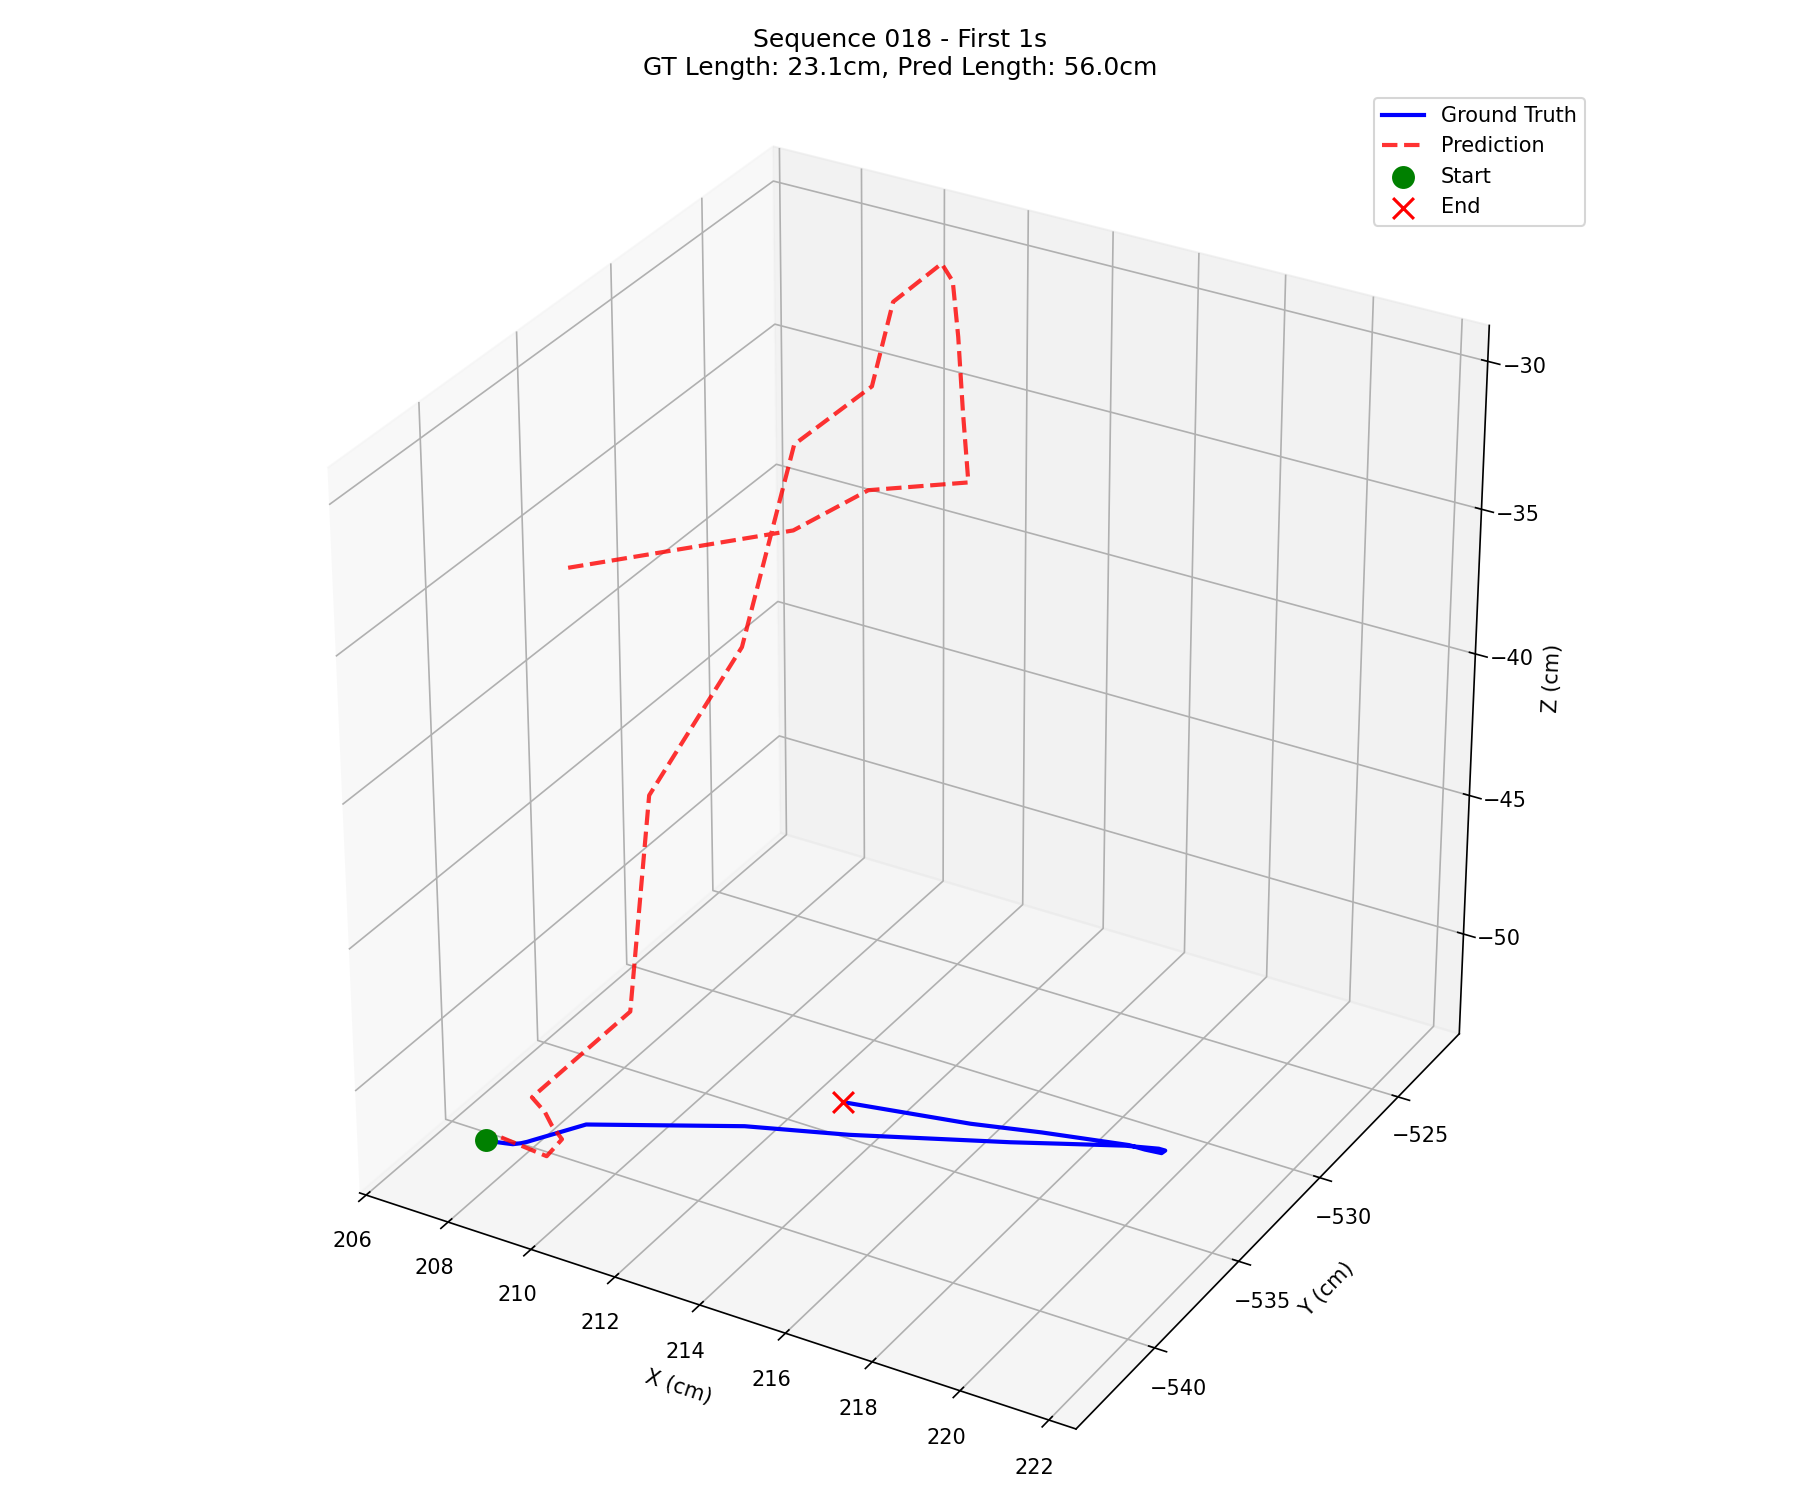 Sequence 018 - First 1s
GT Length: 23.1cm, Pred Length: 56.0cm
Ground Truth
Prediction
Start
End
−30
−35
−40
−45
−50
Z (cm)
−525
−530
−535
−540
Y (cm)
206
208
210
212
214
216
218
220
222
X (cm)